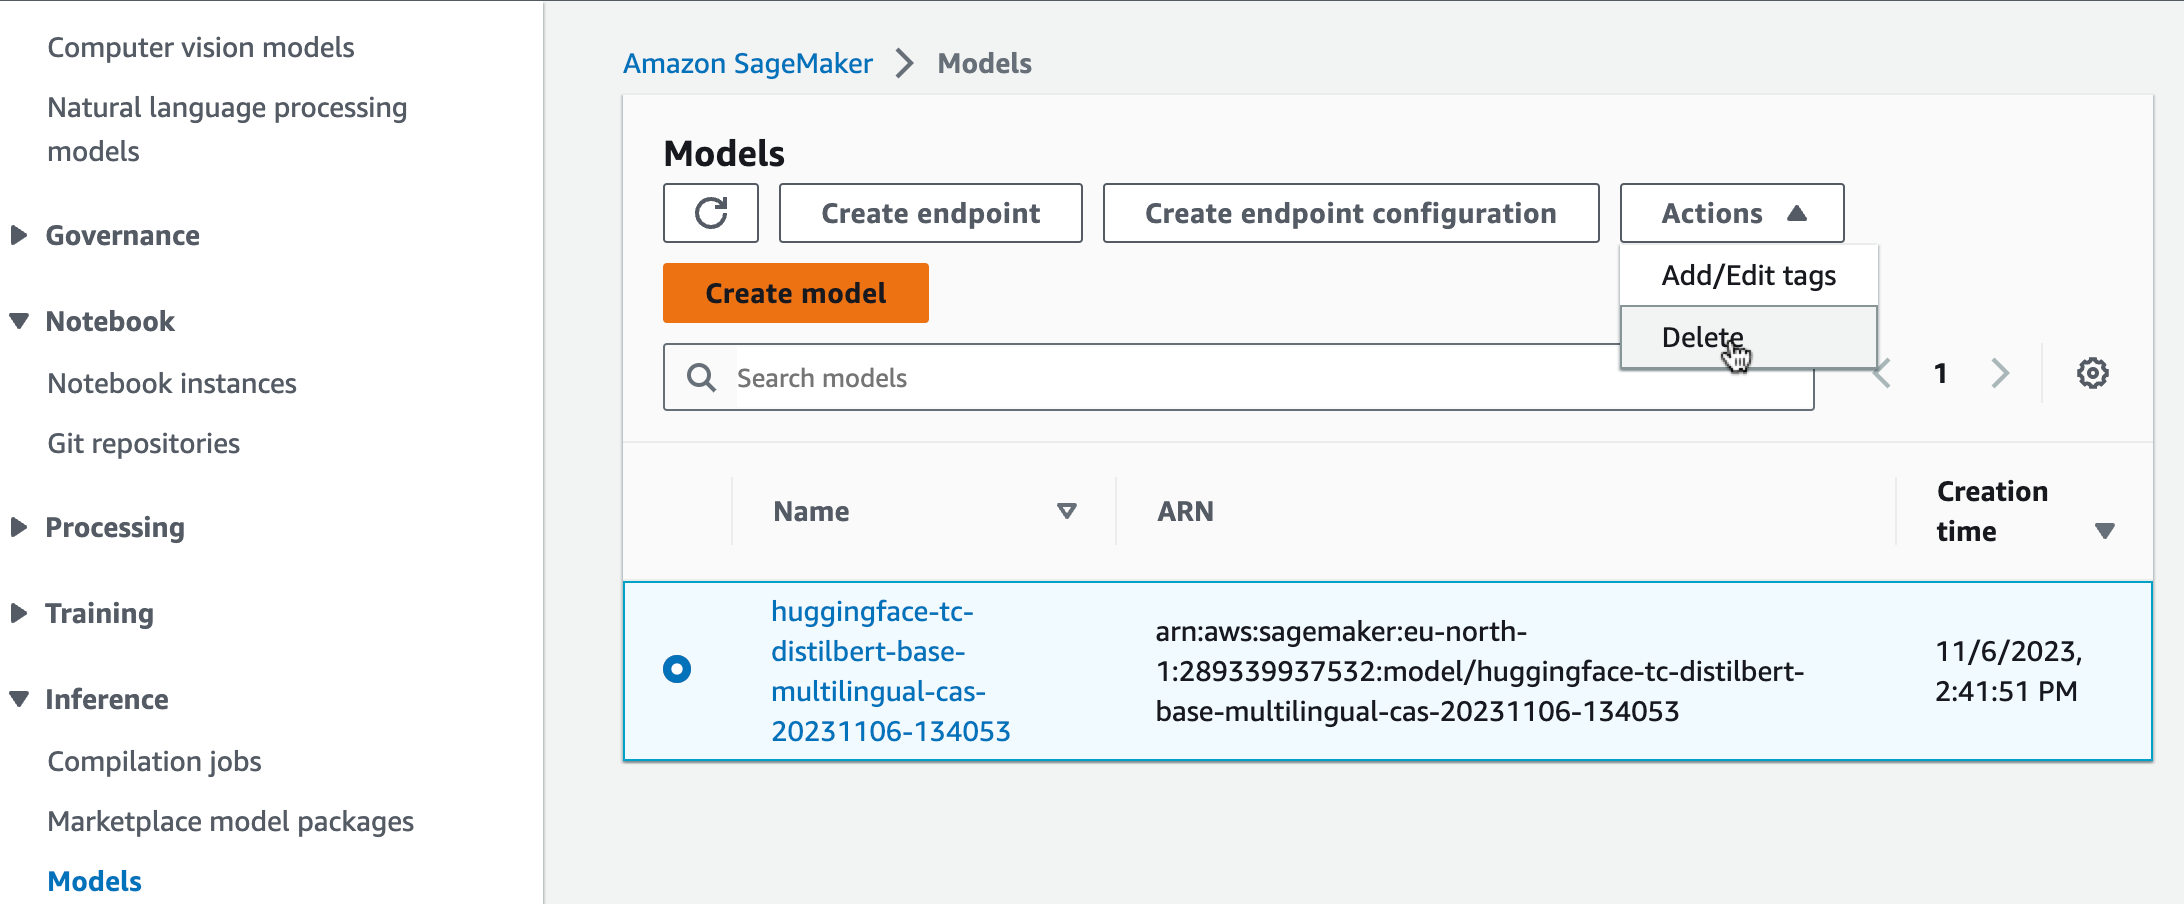 Computer vision models
Natural language processing
models
Governance
Notebook
Notebook instances
Git repositories
Processing
Training
Inference
Compilation jobs
Marketplace model packages
Models
Amazon SageMaker
Models
Models
Create endpoint
Create endpoint configuration
Actions
Add/Edit tags
Delete
Create model
Search models
1
Name
ARN
Creation
time
huggingface-tc-
distilbert-base-
multilingual-cas-
20231106-134053
arn:aws:sagemaker:eu-north-
1:289339937532:model/huggingface-tc-distilbert-
base-multilingual-cas-20231106-134053
11/6/2023,
2:41:51 PM